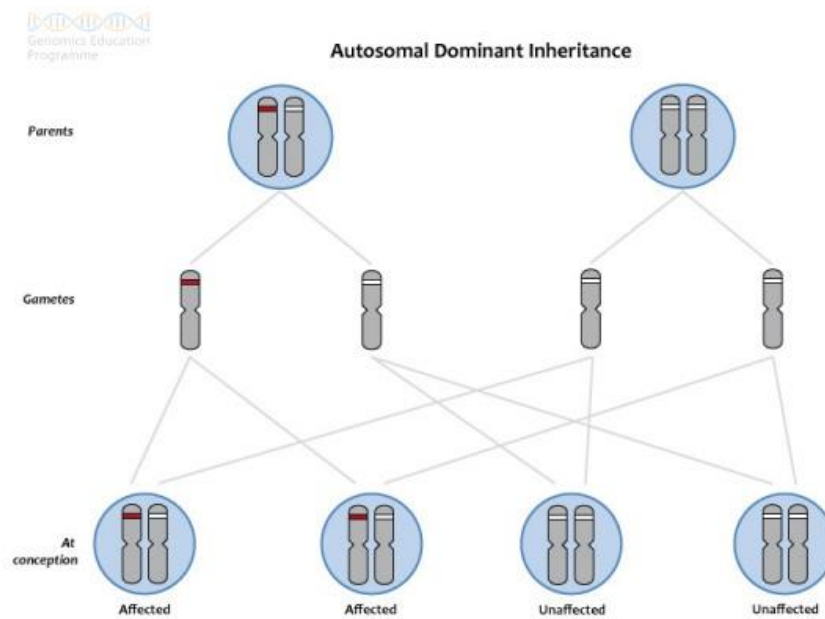 Genomics Education
Programme
Autosomal Dominant Inheritance
Parents
Gametes
At
conception
Affected
Affected
Unaffected
Unaffected